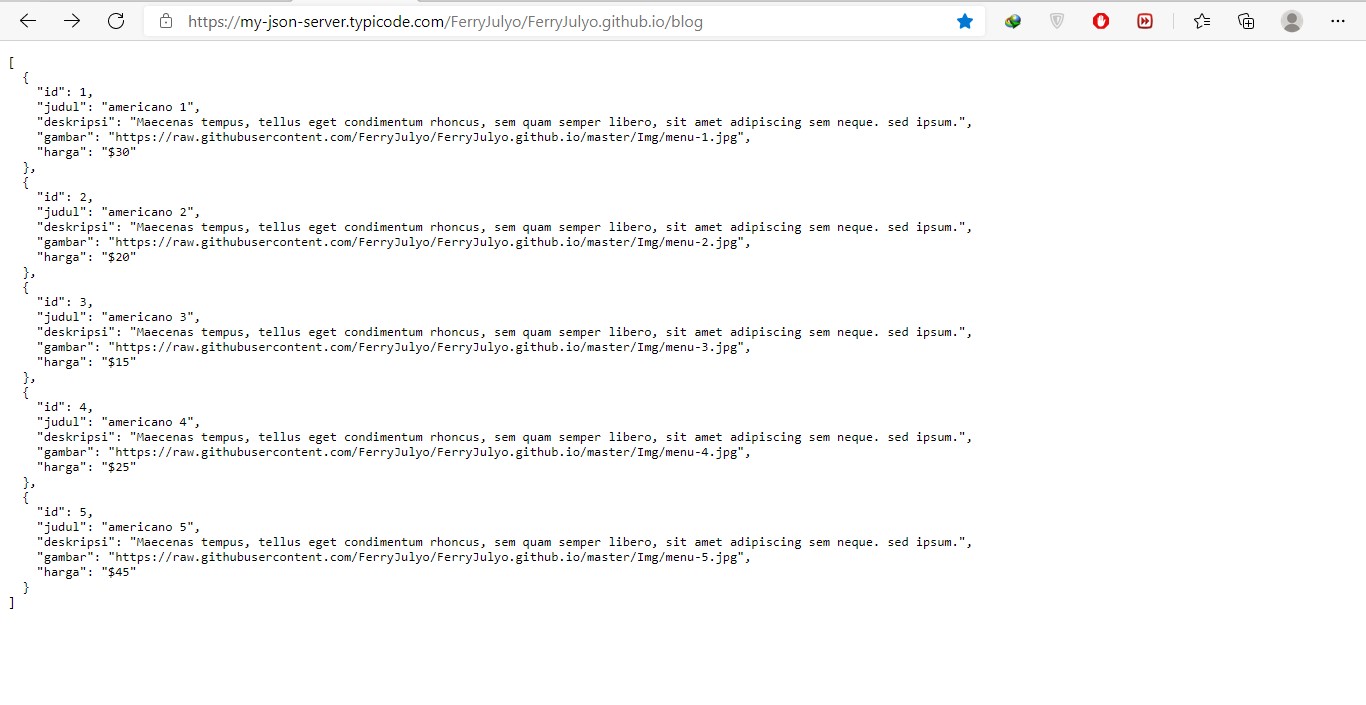 https://my-json-server.typicode.com/FerryJulyo/FerryJulyo.github.io/blog
[
  {
    "id": 1,
    "judul": "americano 1",
    "deskripsi": "Maecenas tempus, tellus eget condimentum rhoncus, sem quam semper libero, sit amet adipiscing sem neque. sed ipsum.",
    "gambar": "https://raw.githubusercontent.com/FerryJulyo/FerryJulyo.github.io/master/Img/menu-1.jpg",
    "harga": "$30"
  },
  {
    "id": 2,
    "judul": "americano 2",
    "deskripsi": "Maecenas tempus, tellus eget condimentum rhoncus, sem quam semper libero, sit amet adipiscing sem neque. sed ipsum.",
    "gambar": "https://raw.githubusercontent.com/FerryJulyo/FerryJulyo.github.io/master/Img/menu-2.jpg",
    "harga": "$20"
  },
  {
    "id": 3,
    "judul": "americano 3",
    "deskripsi": "Maecenas tempus, tellus eget condimentum rhoncus, sem quam semper libero, sit amet adipiscing sem neque. sed ipsum.",
    "gambar": "https://raw.githubusercontent.com/FerryJulyo/FerryJulyo.github.io/master/Img/menu-3.jpg",
    "harga": "$15"
  },
  {
    "id": 4,
    "judul": "americano 4",
    "deskripsi": "Maecenas tempus, tellus eget condimentum rhoncus, sem quam semper libero, sit amet adipiscing sem neque. sed ipsum.",
    "gambar": "https://raw.githubusercontent.com/FerryJulyo/FerryJulyo.github.io/master/Img/menu-4.jpg",
    "harga": "$25"
  },
  {
    "id": 5,
    "judul": "americano 5",
    "deskripsi": "Maecenas tempus, tellus eget condimentum rhoncus, sem quam semper libero, sit amet adipiscing sem neque. sed ipsum.",
    "gambar": "https://raw.githubusercontent.com/FerryJulyo/FerryJulyo.github.io/master/Img/menu-5.jpg",
    "harga": "$45"
  }
]